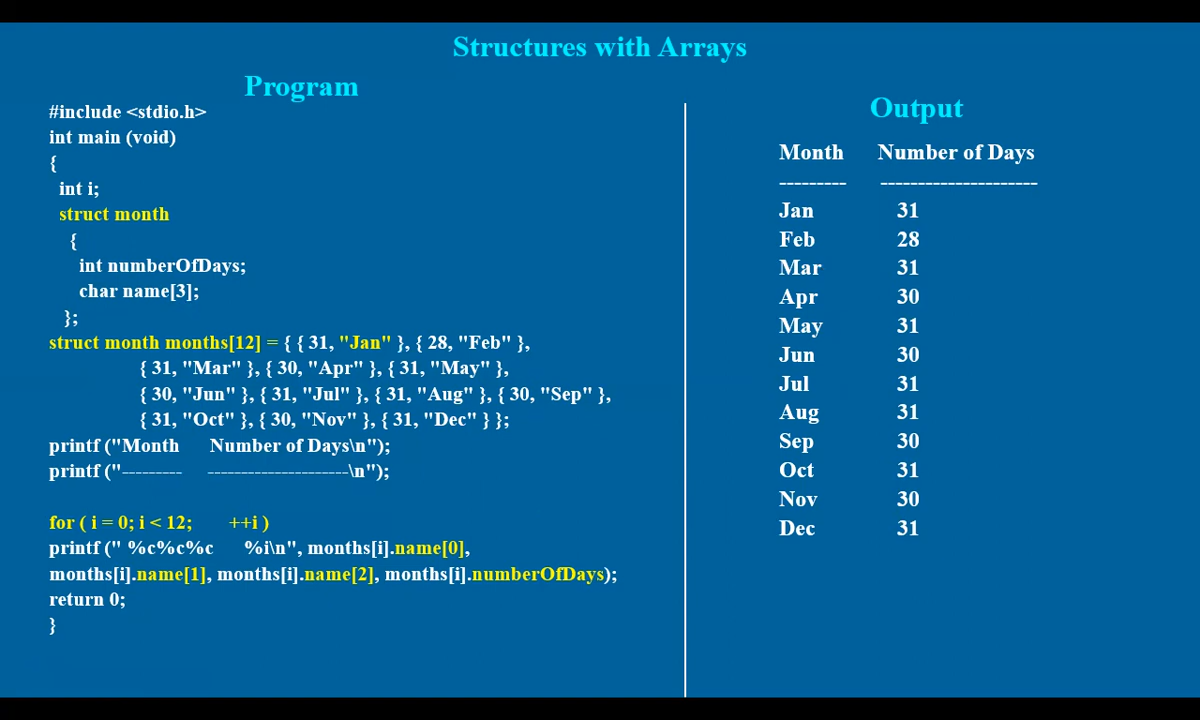 Structures with Arrays
Program
#include <stdio.h>
int main (void)
{
int i;
struct month
{
int numberOfDays;
char name[3];
};
struct month months[12] = { { 31, "Jan" }, { 28, "Feb" },
{ 31, "Mar" }, { 30, "Apr" }, { 31, "May" },
{ 30, "Jun" }, { 31, "Jul" }, { 31, "Aug" }, { 30, "Sep" },
{ 31, "Oct" }, { 30, "Nov" }, { 31, "Dec" } };
printf ("Month Number of Days\n");
printf ("--------- ---------------------\n");
for ( i = 0; i < 12; ++i )
printf (" %c%c%c %i\n", months[i].name[0],
months[i].name[1], months[i].name[2], months[i].numberOfDays);
return 0;
}
Output
Month Number of Days
--------- ---------------------
Jan 31
Feb 28
Mar 31
Apr 30
May 31
Jun 30
Jul 31
Aug 31
Sep 30
Oct 31
Nov 30
Dec 31